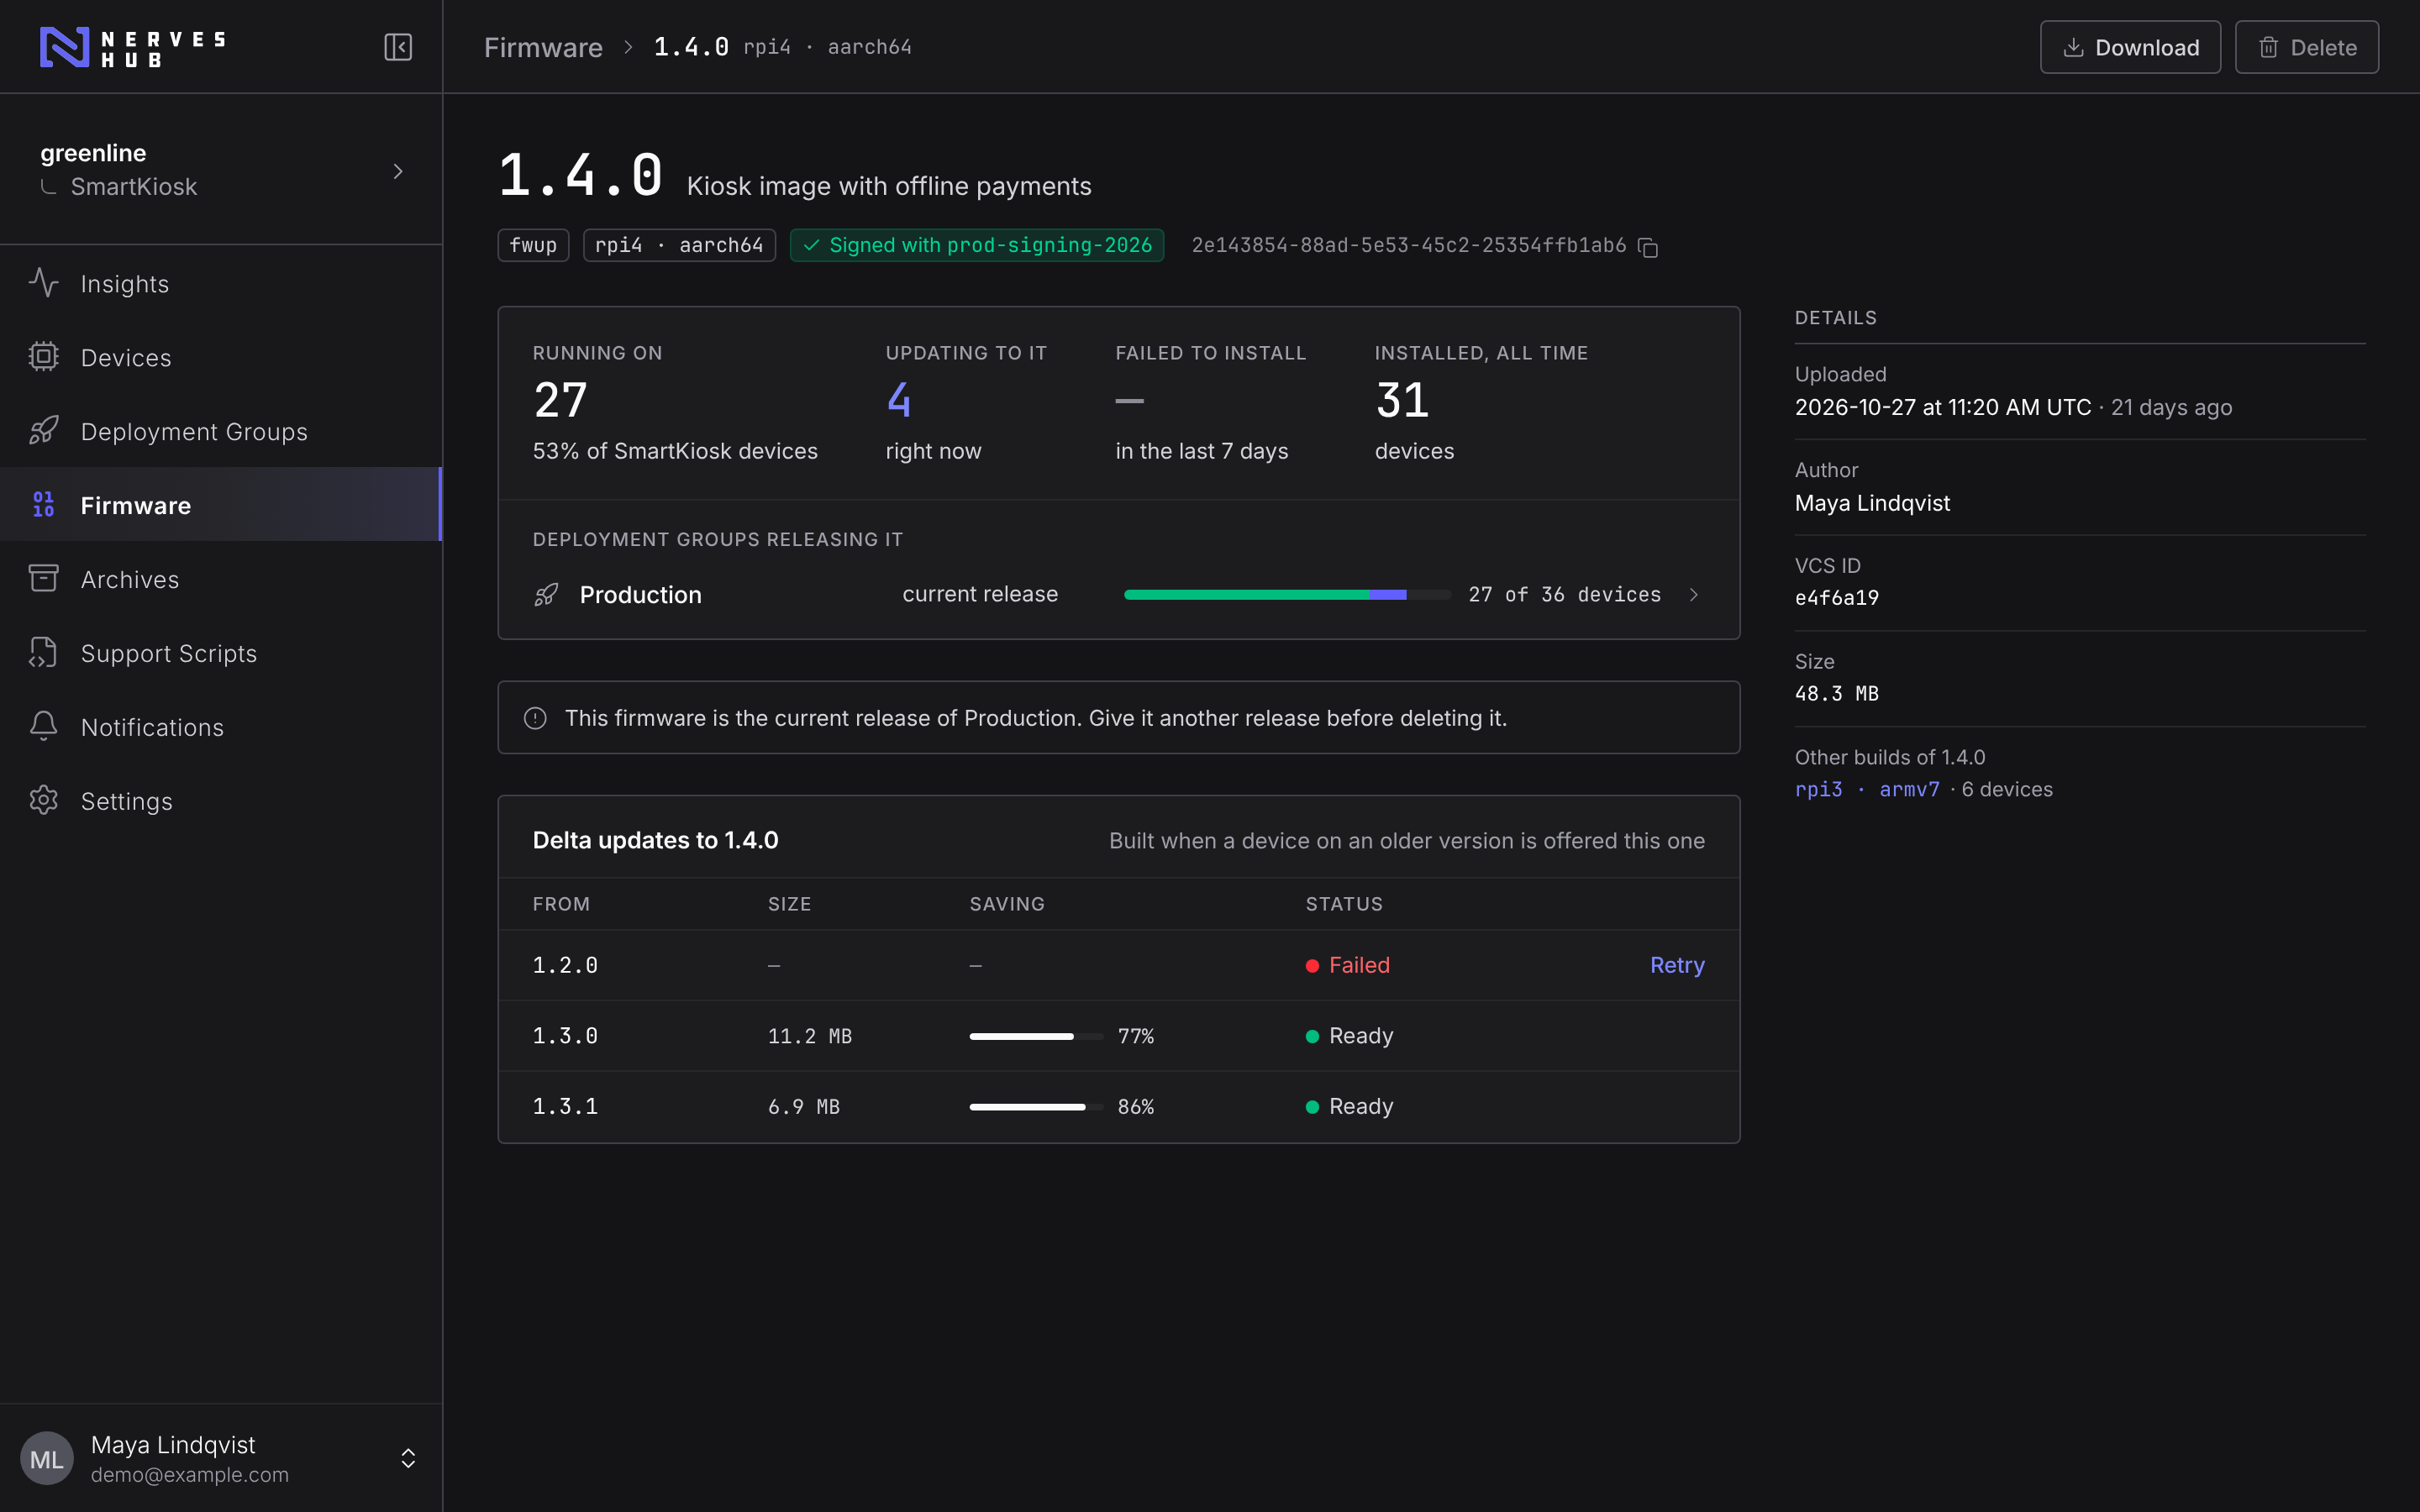 NERVES
HUB
Firmware > 1.4.0 rpi4 · aarch64
Download
Delete
greenline
SmartKiosk
Insights
Devices
Deployment Groups
Firmware
Archives
Support Scripts
Notifications
Settings
Maya Lindqvist
demo@example.com
ML
1.4.0 Kiosk image with offline payments
fwup
rpi4 · aarch64
Signed with prod-signing-2026
2e143854-88ad-5e53-45c2-25354ffb1ab6
RUNNING ON
27
53% of SmartKiosk devices
UPDATING TO IT
4
right now
FAILED TO INSTALL
—
in the last 7 days
INSTALLED, ALL TIME
31
devices
DEPLOYMENT GROUPS RELEASING IT
Production current release 27 of 36 devices
This firmware is the current release of Production. Give it another release before deleting it.
Delta updates to 1.4.0
Built when a device on an older version is offered this one
FROM SIZE SAVING STATUS
1.2.0 — — Failed Retry
1.3.0 11.2 MB 77% Ready
1.3.1 6.9 MB 86% Ready
DETAILS
Uploaded
2026-10-27 at 11:20 AM UTC · 21 days ago
Author
Maya Lindqvist
VCS ID
e4f6a19
Size
48.3 MB
Other builds of 1.4.0
rpi3 · armv7 · 6 devices